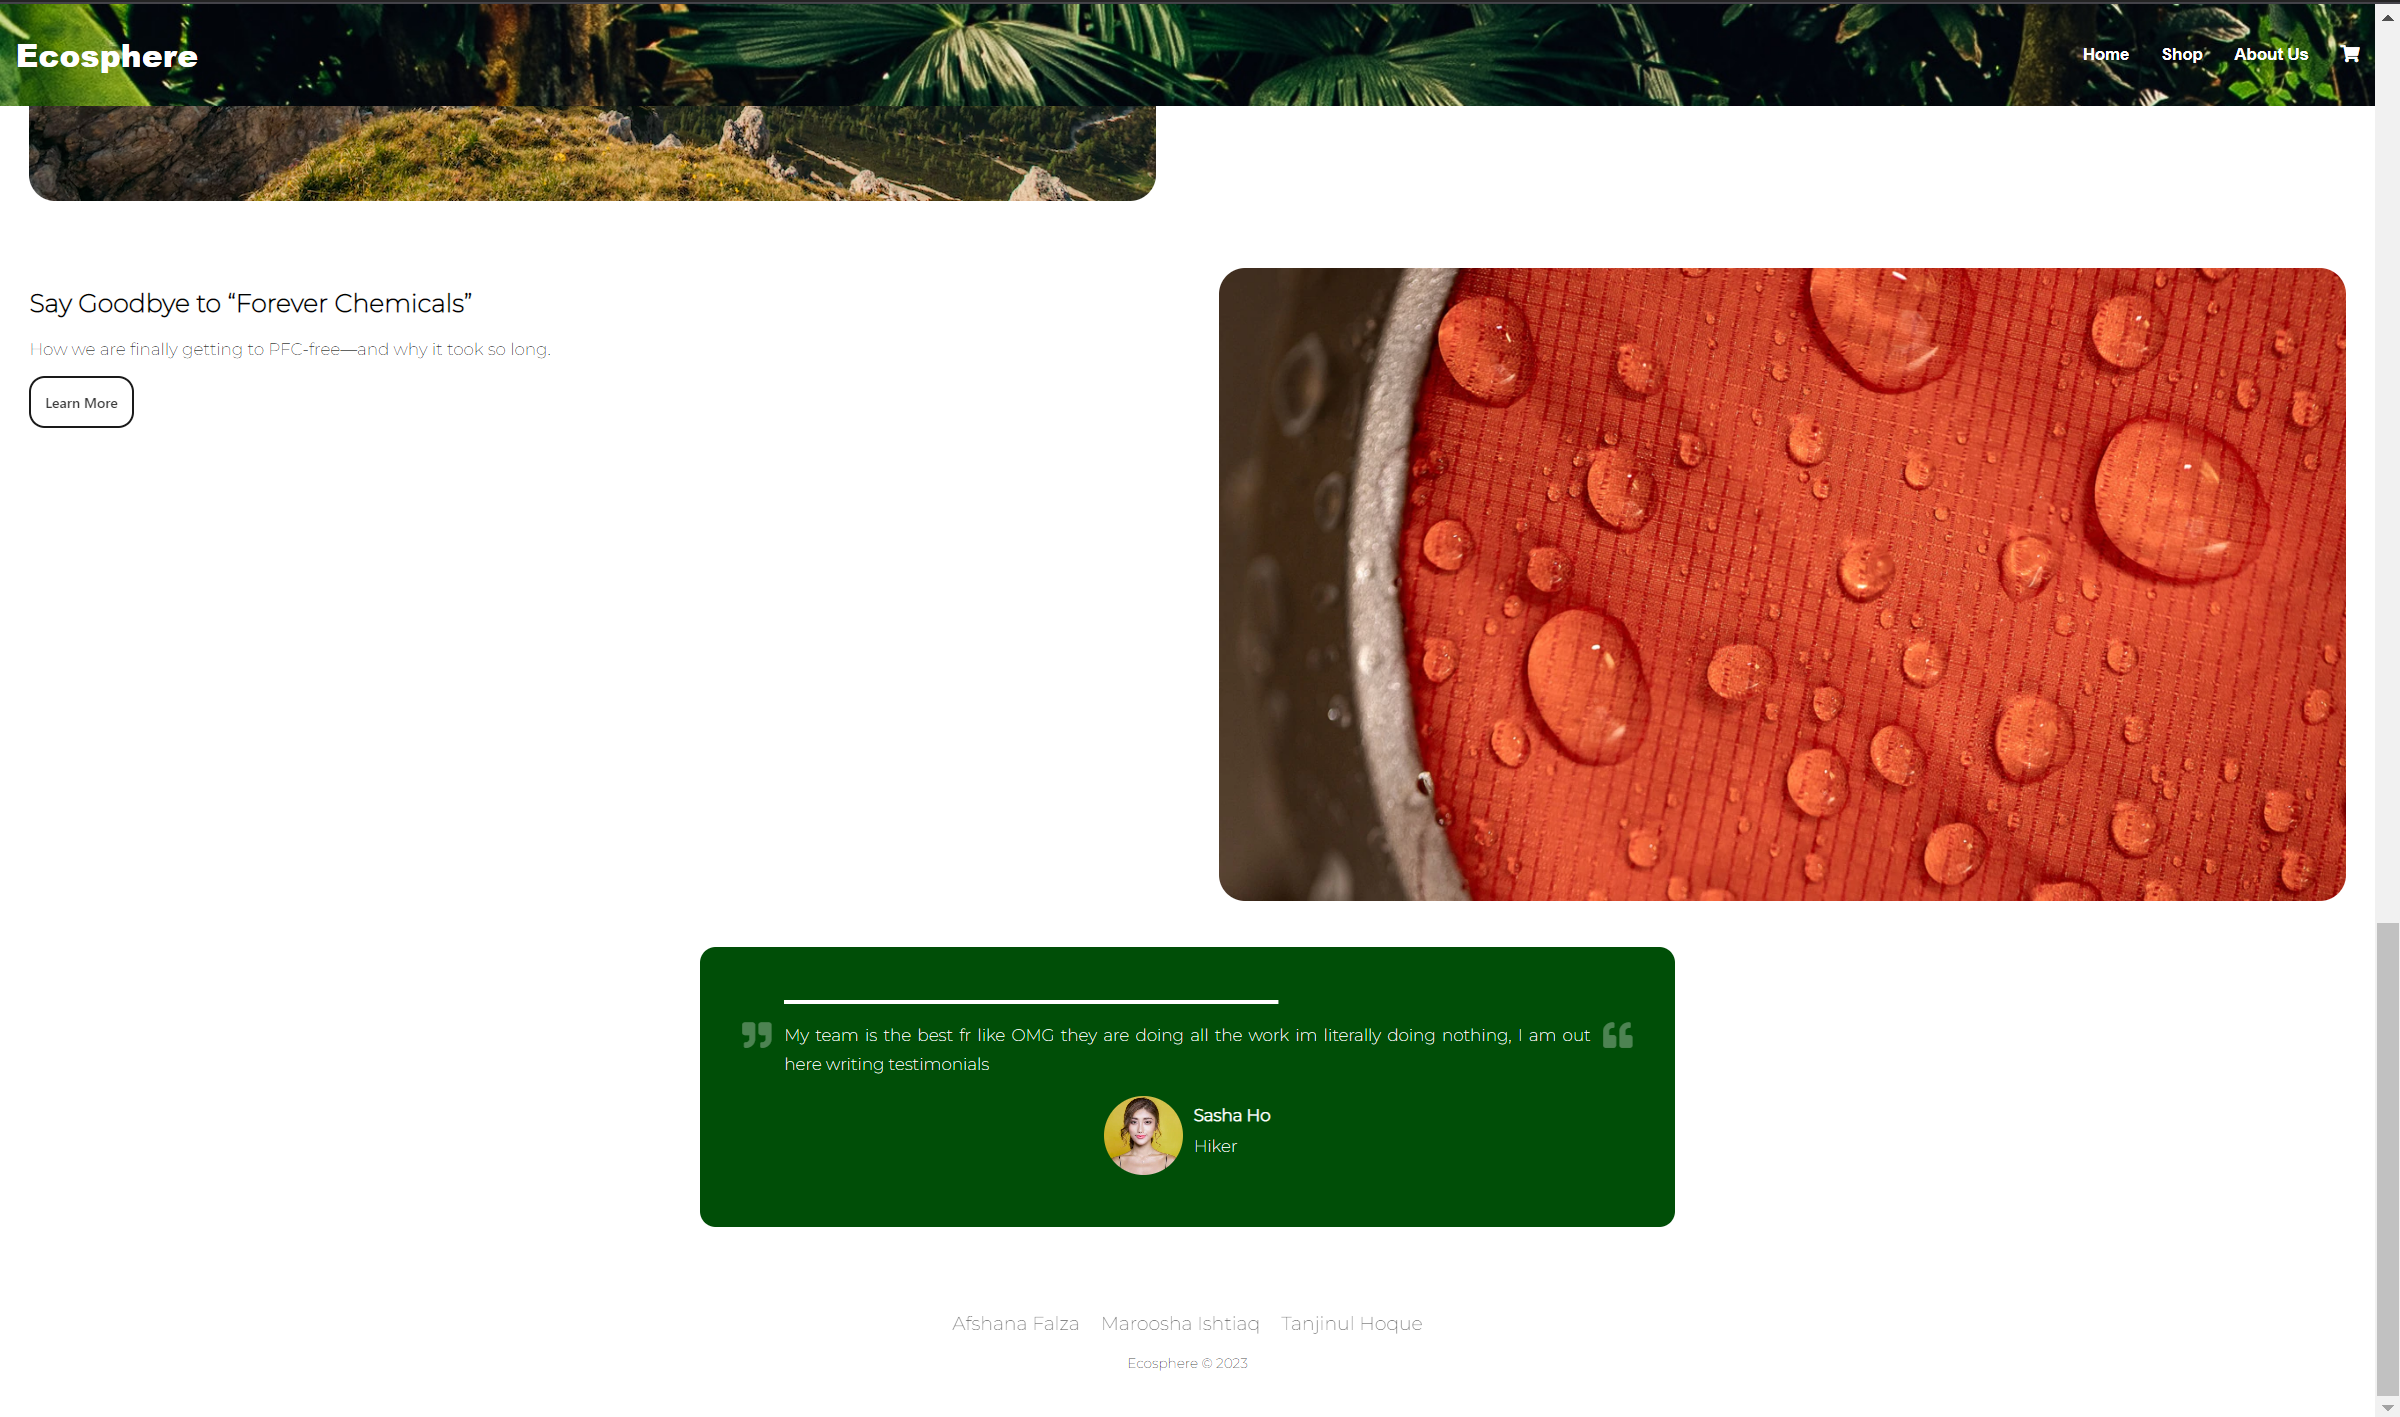 Ecosphere
Home Shop About Us
Say Goodbye to “Forever Chemicals”
How we are finally getting to PFC-free—and why it took so long.
Learn More
My team is the best fr like OMG they are doing all the work im literally doing nothing, I am out
here writing testimonials
Sasha Ho
Hiker
Afshana Falza Maroosha Ishtiaq Tanjinul Hoque
Ecosphere © 2023